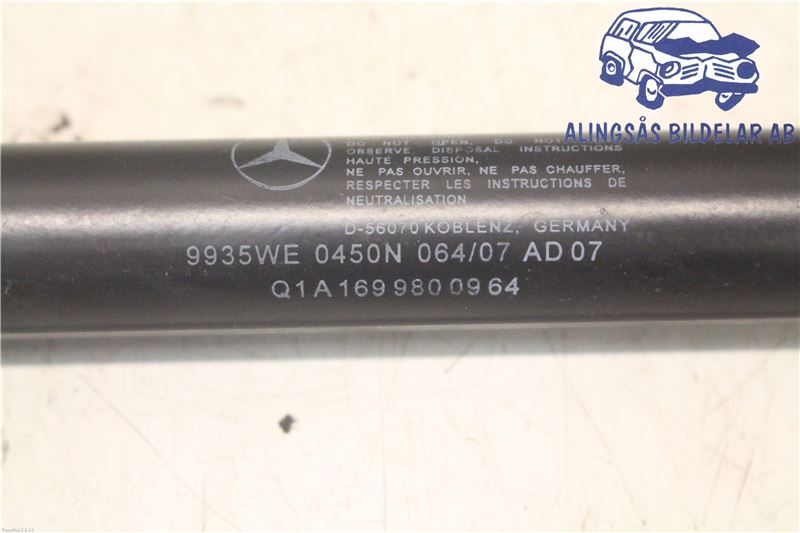 ALINGSÅS BILDELAR AB
DO NOT OPEN, DO NOT
OBSERVE DISPOSAL INSTRUCTIONS
HAUTE PRESSION,
NE PAS OUVRIR, NE PAS CHAUFFER,
RESPECTER LES INSTRUCTIONS DE
NEUTRALISATION
D-56070 KOBLENZ, GERMANY
9935WE 0450N 064/07 AD 07
Q1 A 169 980 09 64